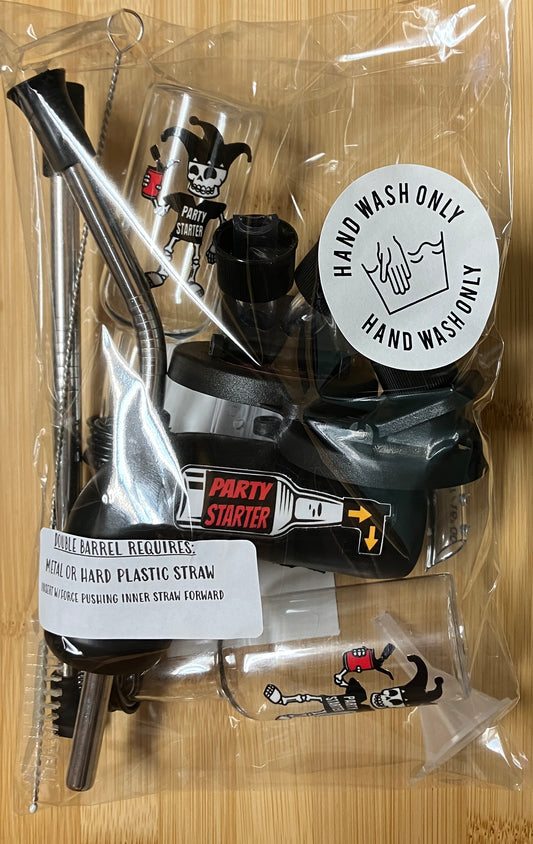 PARTY
STARTER
HAND WASH ONLY
HAND WASH ONLY
PARTY
STARTER
DOUBLE BARREL REQUIRES:
METAL OR HARD PLASTIC STRAW
INSERT W/FORCE PUSHING INNER STRAW FORWARD